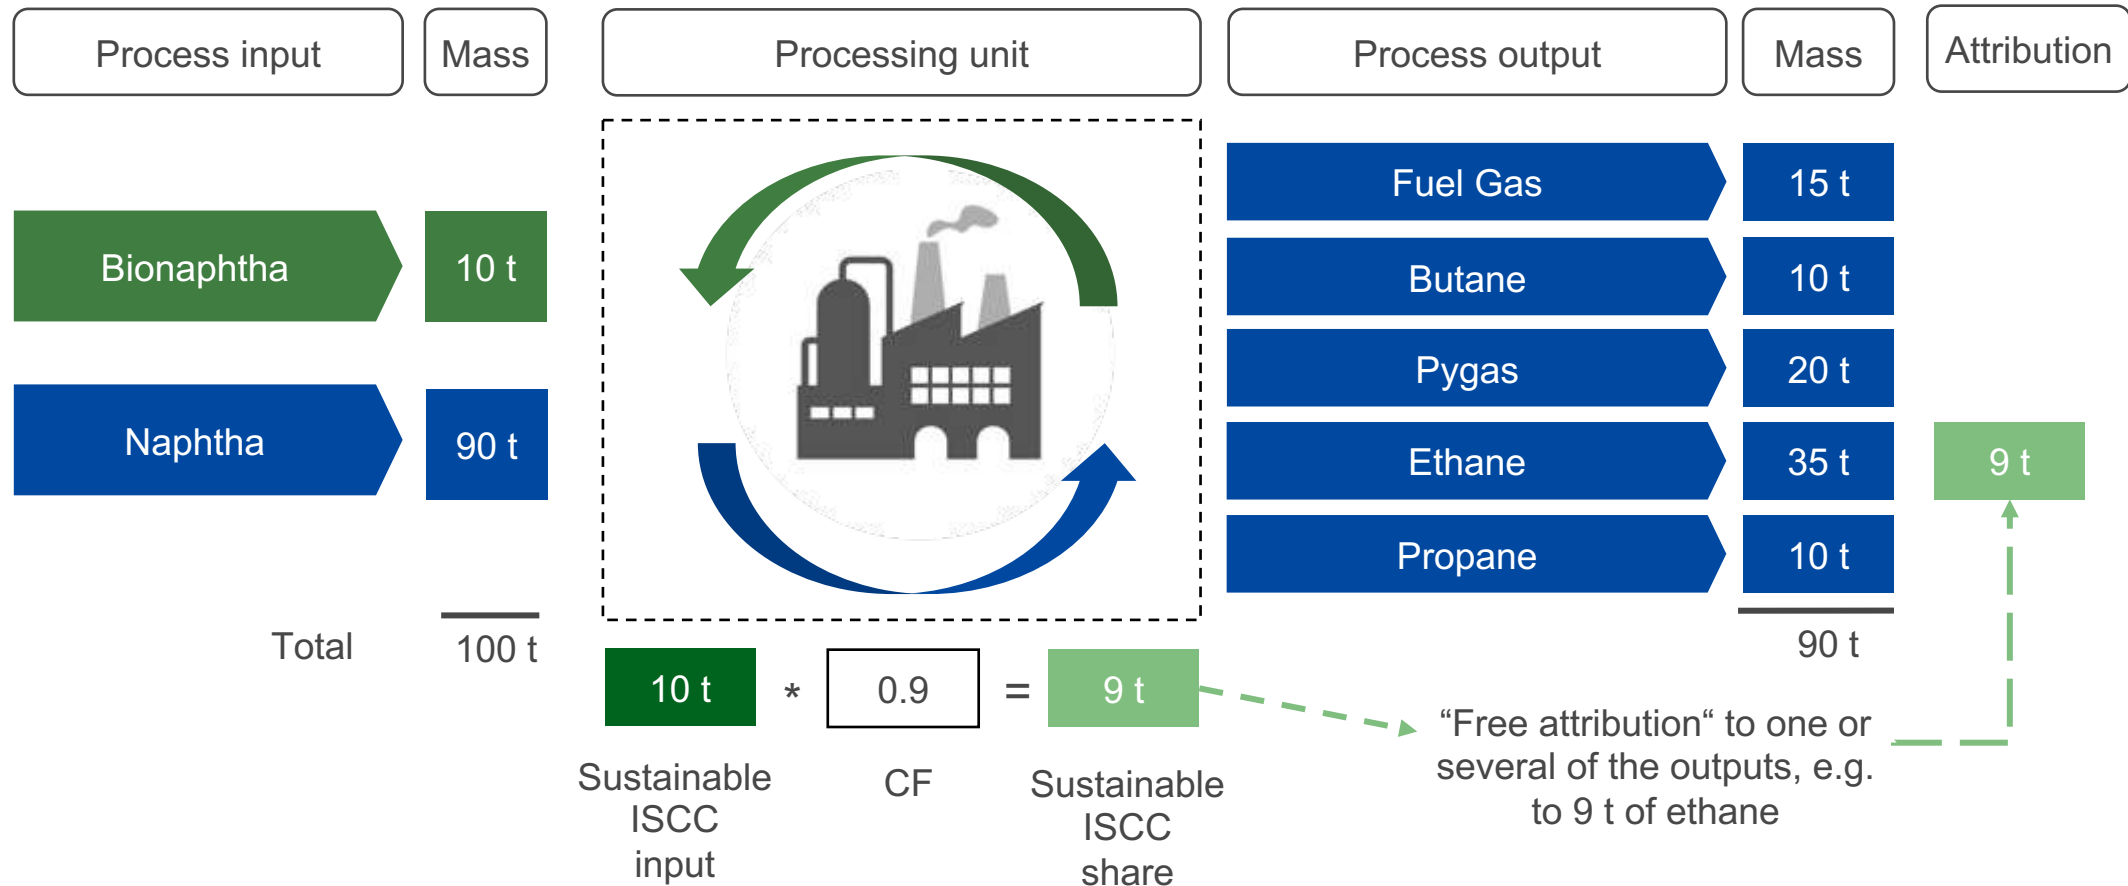 Process input
Mass
Processing unit
Process output
Mass
Attribution
Bionaphtha
10 t
Naphtha
90 t
Total
100 t
Fuel Gas
15 t
Butane
10 t
Pygas
20 t
Ethane
35 t
9 t
Propane
10 t
90 t
10 t
*
0.9
=
9 t
Sustainable
ISCC
input
CF
Sustainable
ISCC
share
“Free attribution“ to one or
several of the outputs, e.g.
to 9 t of ethane